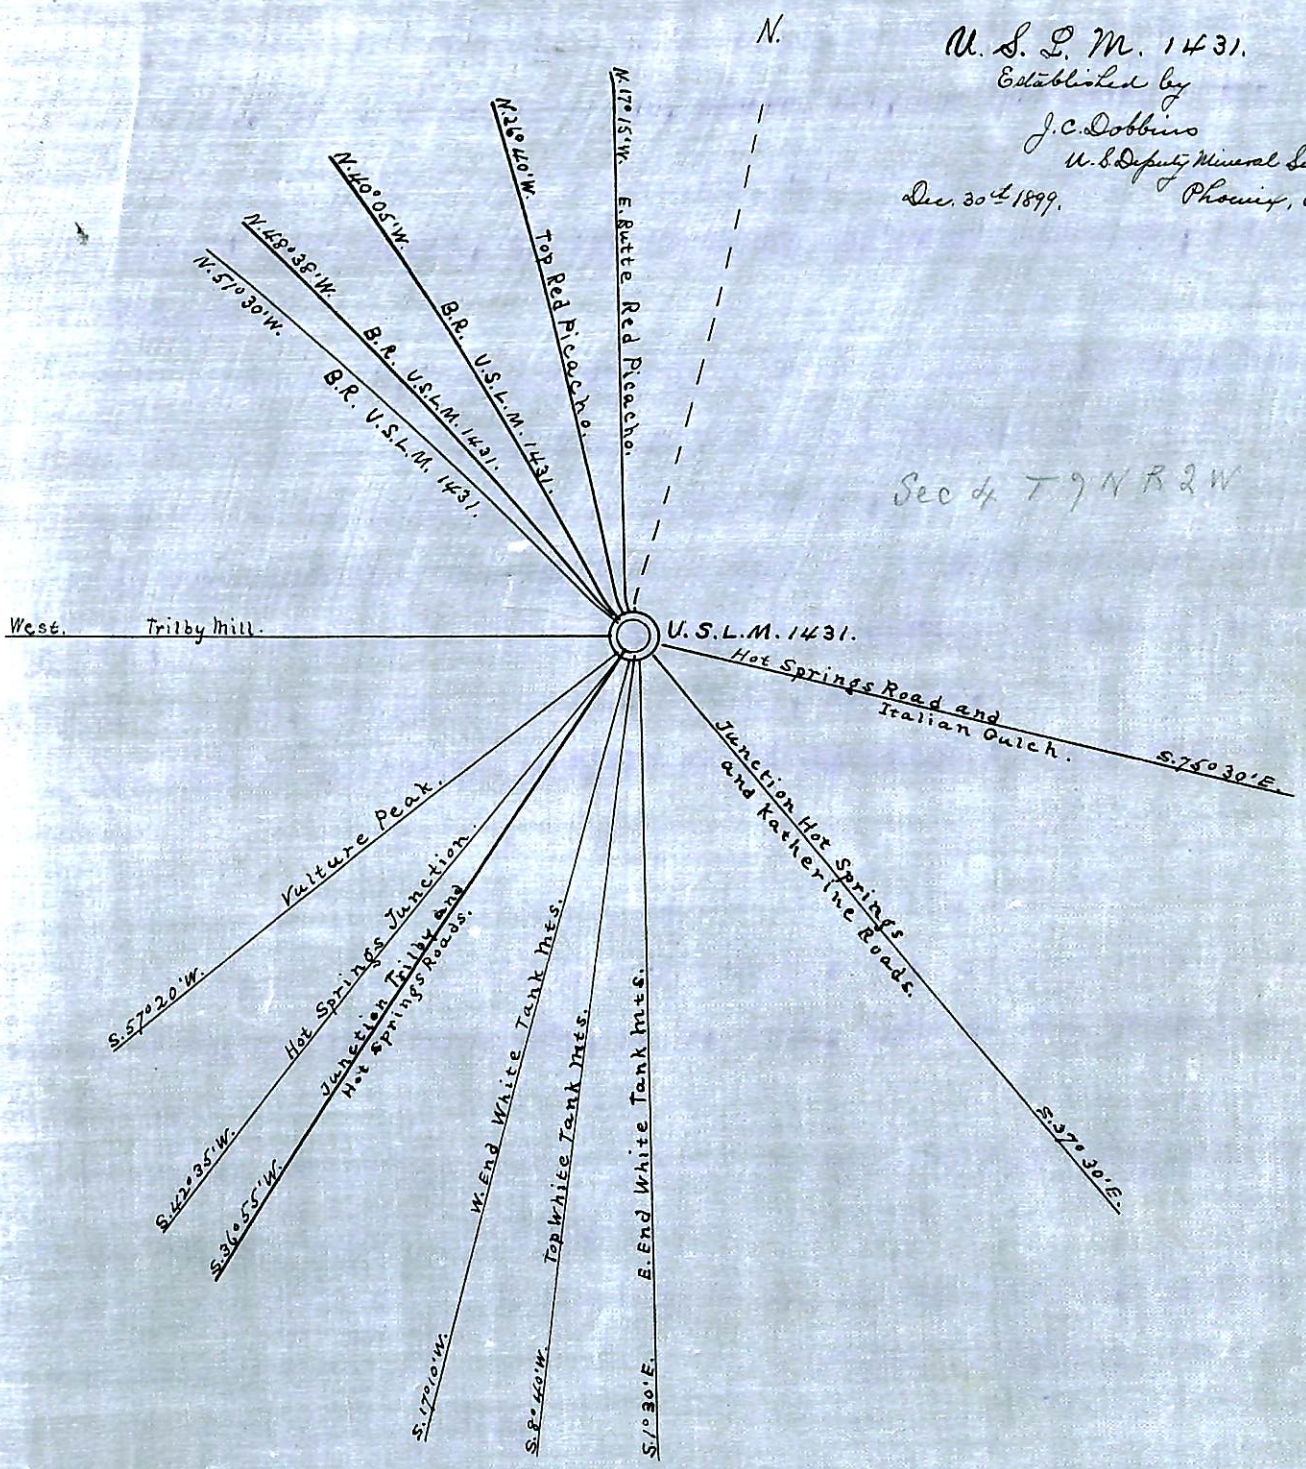 N.
U. S. L. M. 1431.
Established by
J. C. Dobbins
U. S Deputy Mineral
Dec. 30th 1899.
Phoenix,
N. 17° 15' W. E. Butte Red Picacho.
N. 26° 40' W. Top Red Picacho.
N. 40° 05' W. B.R. U.S.L.M. 1431.
N. 48° 38' W. B.R. U.S.L.M. 1431.
N. 51° 30' W. B.R. U.S.L.M. 1431.
Sec 4 T 7 N R 2 W
West. Trilby Mill.
U.S.L.M. 1431.
Hot Springs Road and
Italian Gulch.
S. 75° 30' E.
Junction Hot Springs
and Katherine Roads.
S. 37° 30' E.
Vulture Peak.
S. 57° 20' W.
Hot Springs Junction.
S. 42° 35' W.
Junction Trilby and
Hot Springs Roads.
S. 36° 55' W.
W. End White Tank Mts.
S. 17° 10' W.
Top White Tank Mts.
S. 8° 40' W.
E. End White Tank Mts.
S. 1° 30' E.